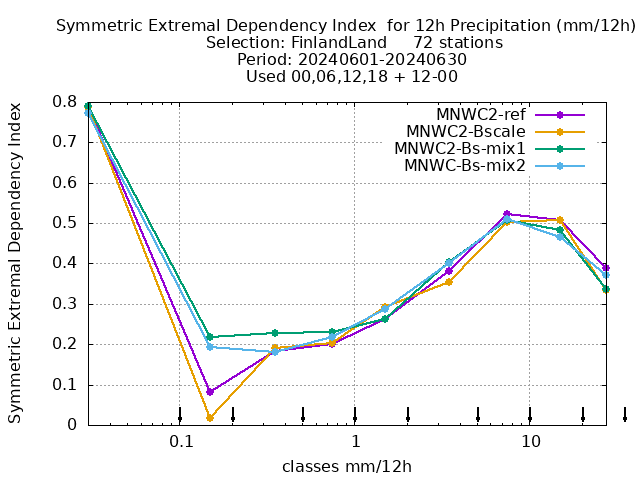 Symmetric Extremal Dependency Index  for 12h Precipitation (mm/12h)
Selection: FinlandLand     72 stations
Period: 20240601-20240630
Used 00,06,12,18 + 12-00
Symmetric Extremal Dependency Index
0.8
0.7
0.6
0.5
0.4
0.3
0.2
0.1
0
MNWC2-ref
MNWC2-Bscale
MNWC2-Bs-mix1
MNWC-Bs-mix2
0.1
1
10
classes mm/12h